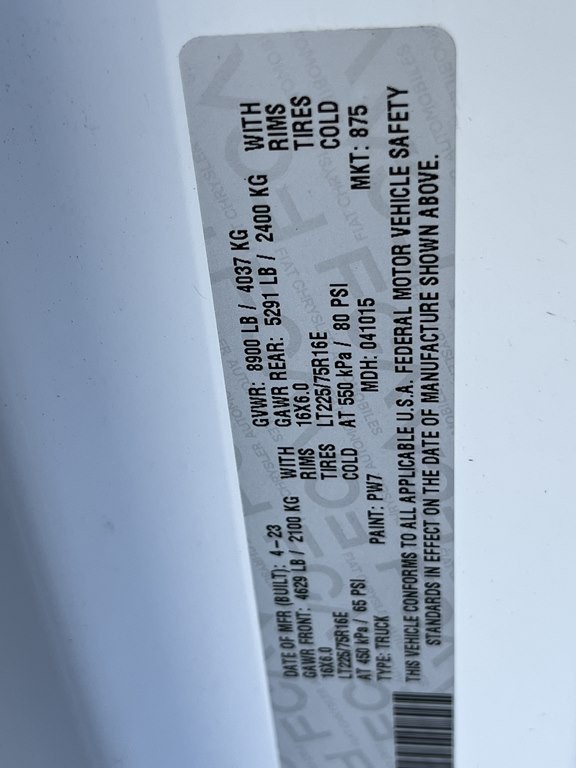 DATE OF MFR (BUILT): 4-23 GVWR: 8900 LB / 4037 KG
GAWR FRONT: 4629 LB / 2100 KG WITH GAWR REAR: 5291 LB / 2400 KG WITH
16X6.0 RIMS 16X6.0 RIMS
LT225/75R16E TIRES LT225/75R16E TIRES
AT 450 kPa / 65 PSI COLD AT 550 kPa / 80 PSI COLD
TYPE: TRUCK PAINT: PW7 MDH: 041015 MKT: 875
THIS VEHICLE CONFORMS TO ALL APPLICABLE U.S.A. FEDERAL MOTOR VEHICLE SAFETY
STANDARDS IN EFFECT ON THE DATE OF MANUFACTURE SHOWN ABOVE.